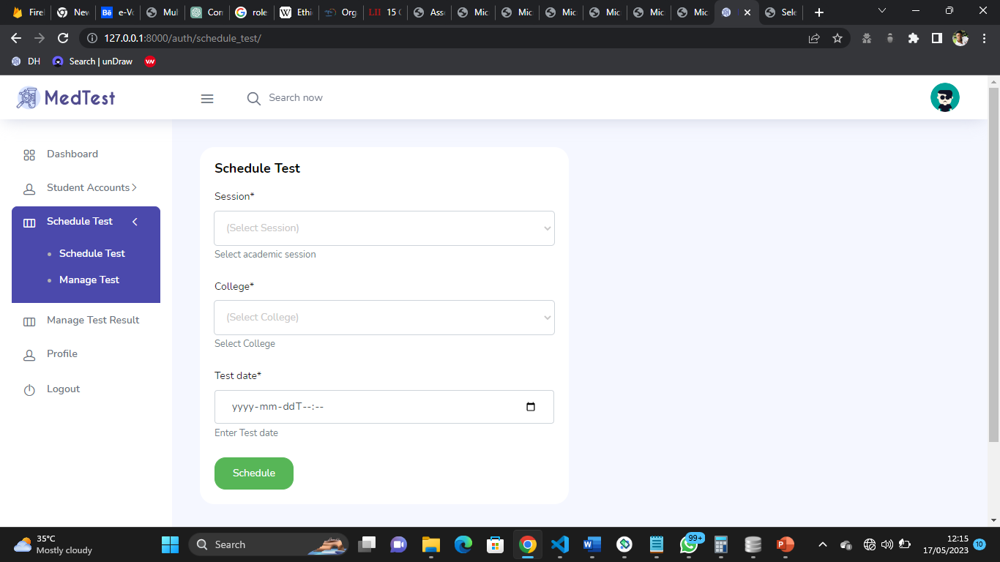 Firel
New
e-Vo
Mul
Con
role
W Ethi
Org
LII 15 (
Ass
Mic
Mic
Mic
Mic
Mic
Mic
Sele
127.0.0.1:8000/auth/schedule_test/
DH
Search | unDraw
MedTest
Search now
Dashboard
Student Accounts
Schedule Test
Schedule Test
Manage Test
Manage Test Result
Profile
Logout
Schedule Test
Session*
(Select Session)
Select academic session
College*
(Select College)
Select College
Test date*
yyyy-mm-ddT--:--
Enter Test date
Schedule
35°C
Mostly cloudy
Search
99+
12:15
17/05/2023
10